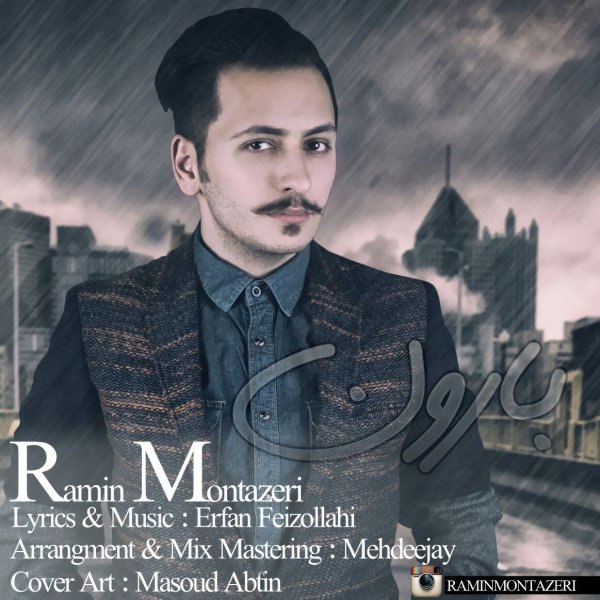 بارون
Ramin Montazeri
Lyrics & Music : Erfan Feizollahi
Arrangment & Mix Mastering : Mehdeejay
Cover Art : Masoud Abtin
RAMINMONTAZERI